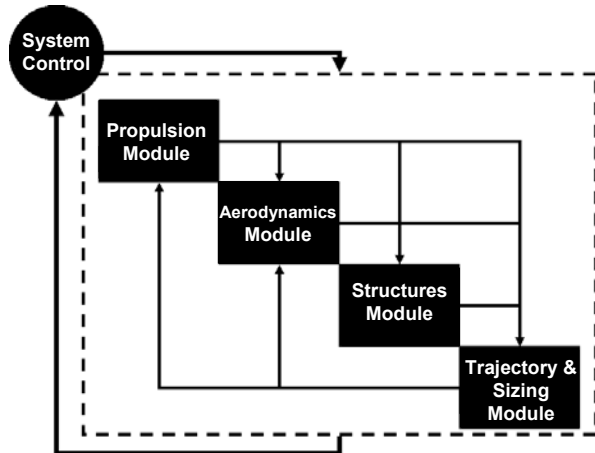 System
Control
Propulsion
Module
Aerodynamics
Module
Structures
Module
Trajectory &
Sizing
Module